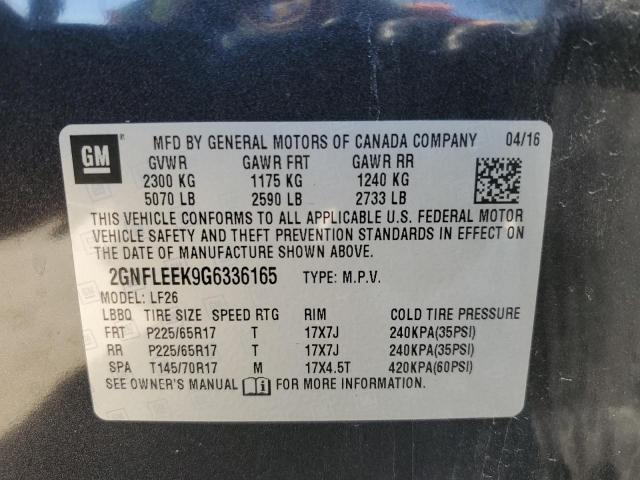 GM
MFD BY GENERAL MOTORS OF CANADA COMPANY 04/16
GVWR GAWR FRT GAWR RR
2300 KG 1175 KG 1240 KG
5070 LB 2590 LB 2733 LB
THIS VEHICLE CONFORMS TO ALL APPLICABLE U.S. FEDERAL MOTOR
VEHICLE SAFETY AND THEFT PREVENTION STANDARDS IN EFFECT ON
THE DATE OF MANUFACTURE SHOWN ABOVE.
2GNFLEEK9G6336165 TYPE: M.P.V.
MODEL: LF26
LBBQ TIRE SIZE SPEED RTG RIM COLD TIRE PRESSURE
FRT P225/65R17 T 17X7J 240KPA(35PSI)
RR P225/65R17 T 17X7J 240KPA(35PSI)
SPA T145/70R17 M 17X4.5T 420KPA(60PSI)
SEE OWNER'S MANUAL FOR MORE INFORMATION.